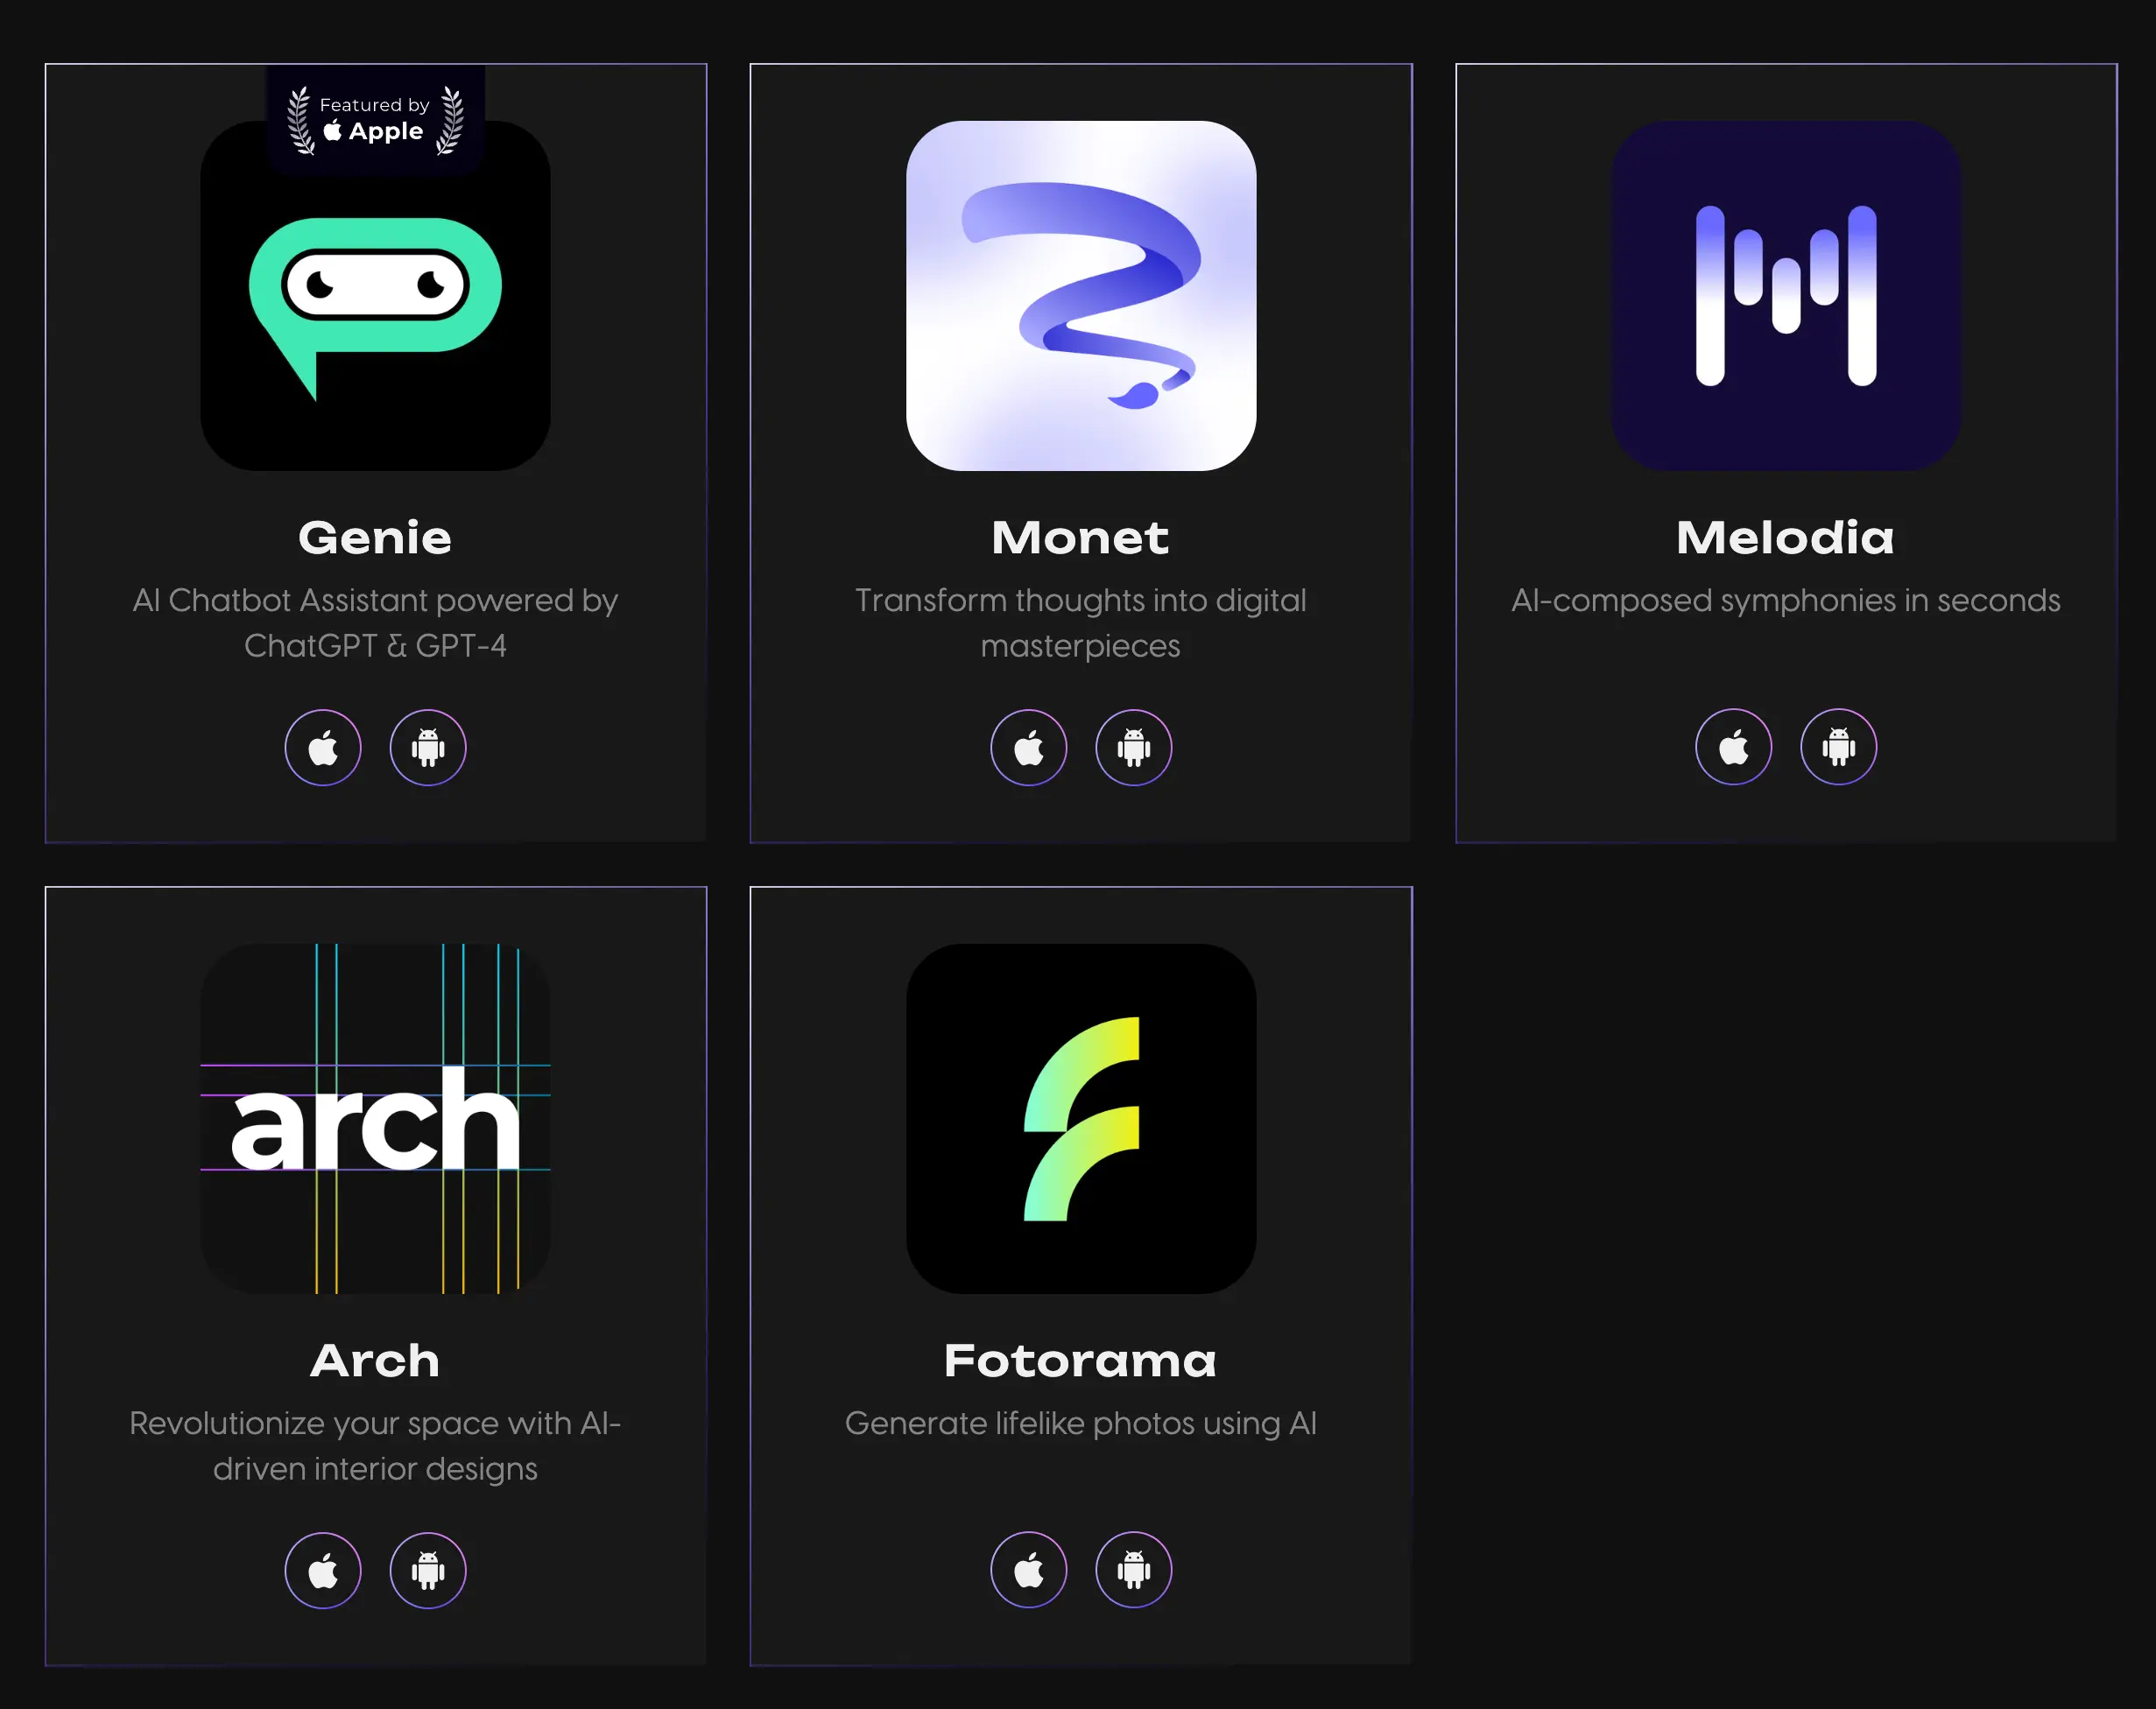 Featured by
Apple
Genie
AI Chatbot Assistant powered by
ChatGPT & GPT-4
Monet
Transform thoughts into digital
masterpieces
Melodia
AI-composed symphonies in seconds
arch
Arch
Revolutionize your space with AI-
driven interior designs
Fotorama
Generate lifelike photos using AI